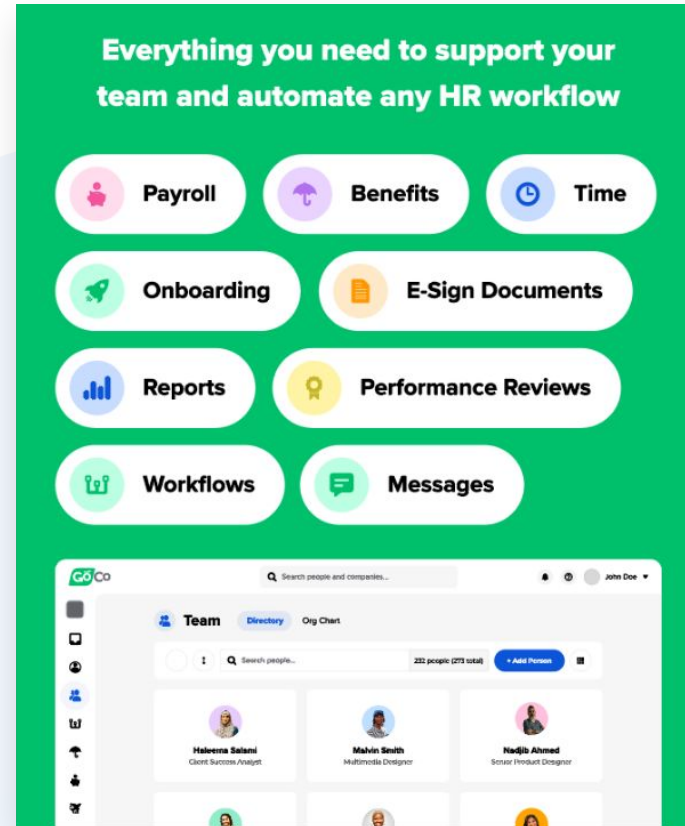 Everything you need to support your
team and automate any HR workflow
Payroll
Benefits
Time
Onboarding
E-Sign Documents
Reports
Performance Reviews
Workflows
Messages
GoCo
Search people and companies...
John Doe
Team
Directory
Org Chart
Search people...
232 people (273 total)
+ Add Person
Haleema Salami
Malvin Smith
Nadjib Ahmed
Client Success Analyst
Multimedia Designer
Senior Product Designer